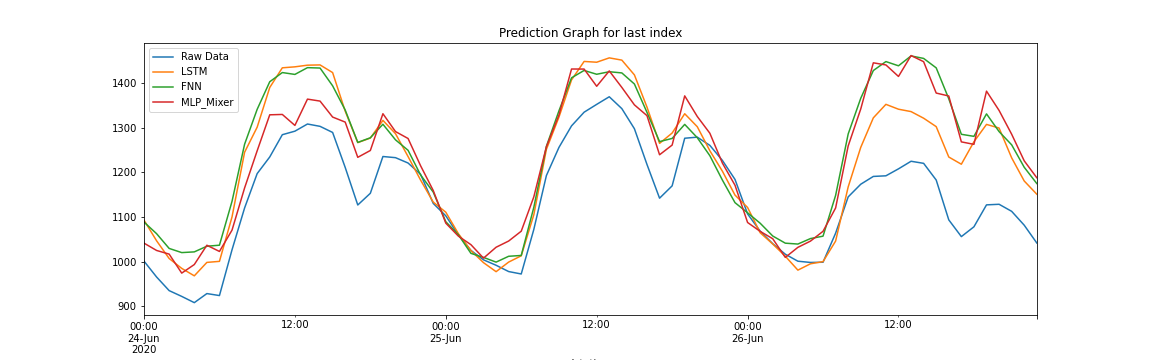 Prediction Graph for last index
Raw Data
LSTM
FNN
MLP_Mixer
1400
1300
1200
1100
1000
900
00:00
24-Jun
2020
12:00
00:00
25-Jun
12:00
00:00
26-Jun
12:00